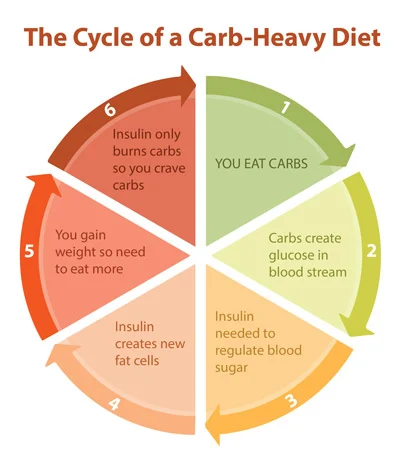 The Cycle of a Carb-Heavy Diet
1
YOU EAT CARBS
2
Carbs create
glucose in
blood stream
3
Insulin
needed to
regulate blood
sugar
4
Insulin
creates new
fat cells
5
You gain
weight so need
to eat more
6
Insulin only
burns carbs
so you crave
carbs